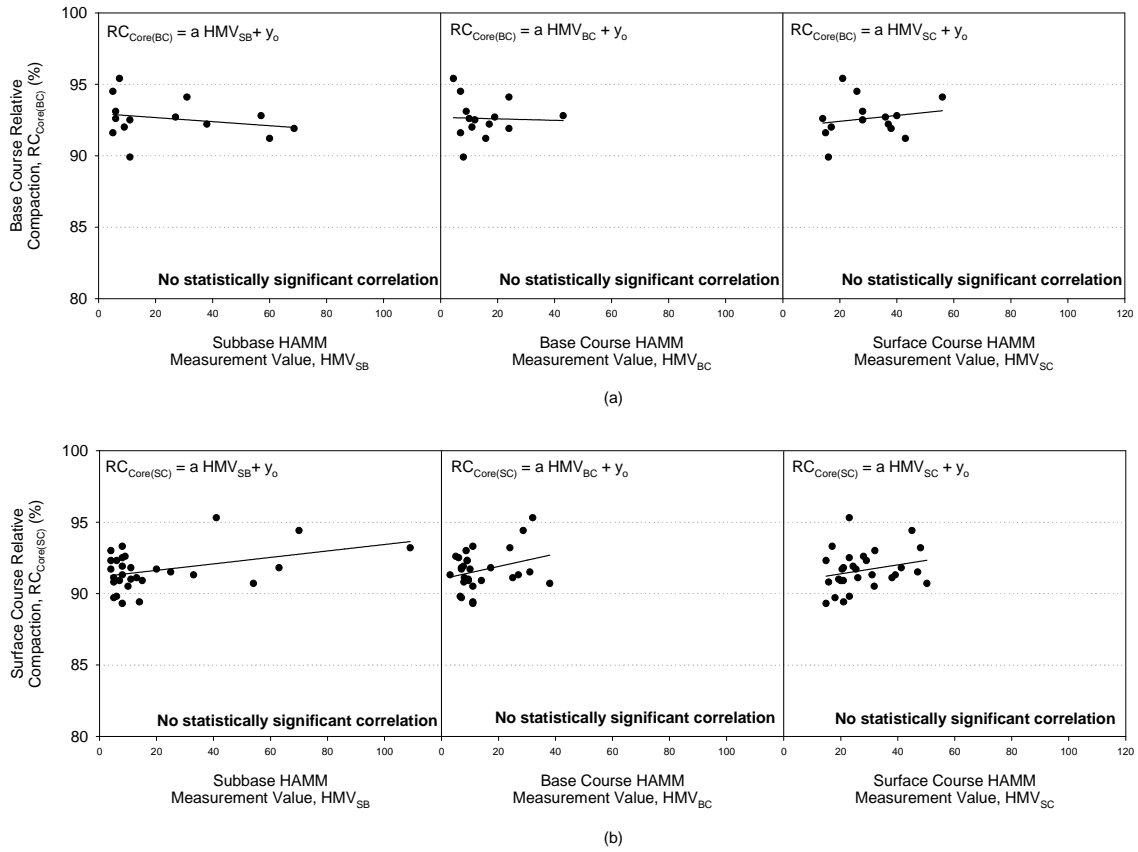 100
95
90
85
80
Base Course Relative
Compaction, RC_Core(BC) (%)
RC_Core(BC) = a HMV_SB + y_o
RC_Core(BC) = a HMV_BC + y_o
RC_Core(BC) = a HMV_SC + y_o
No statistically significant correlation
No statistically significant correlation
No statistically significant correlation
0 20 40 60 80 100
0 20 40 60 80 100
0 20 40 60 80 100 120
Subbase HAMM
Measurement Value, HMV_SB
Base Course HAMM
Measurement Value, HMV_BC
Surface Course HAMM
Measurement Value, HMV_SC
(a)
100
95
90
85
80
Surface Course Relative
Compaction, RC_Core(SC) (%)
RC_Core(SC) = a HMV_SB + y_o
RC_Core(SC) = a HMV_BC + y_o
RC_Core(SC) = a HMV_SC + y_o
No statistically significant correlation
No statistically significant correlation
No statistically significant correlation
0 20 40 60 80 100
0 20 40 60 80 100
0 20 40 60 80 100 120
Subbase HAMM
Measurement Value, HMV_SB
Base Course HAMM
Measurement Value, HMV_BC
Surface Course HAMM
Measurement Value, HMV_SC
(b)